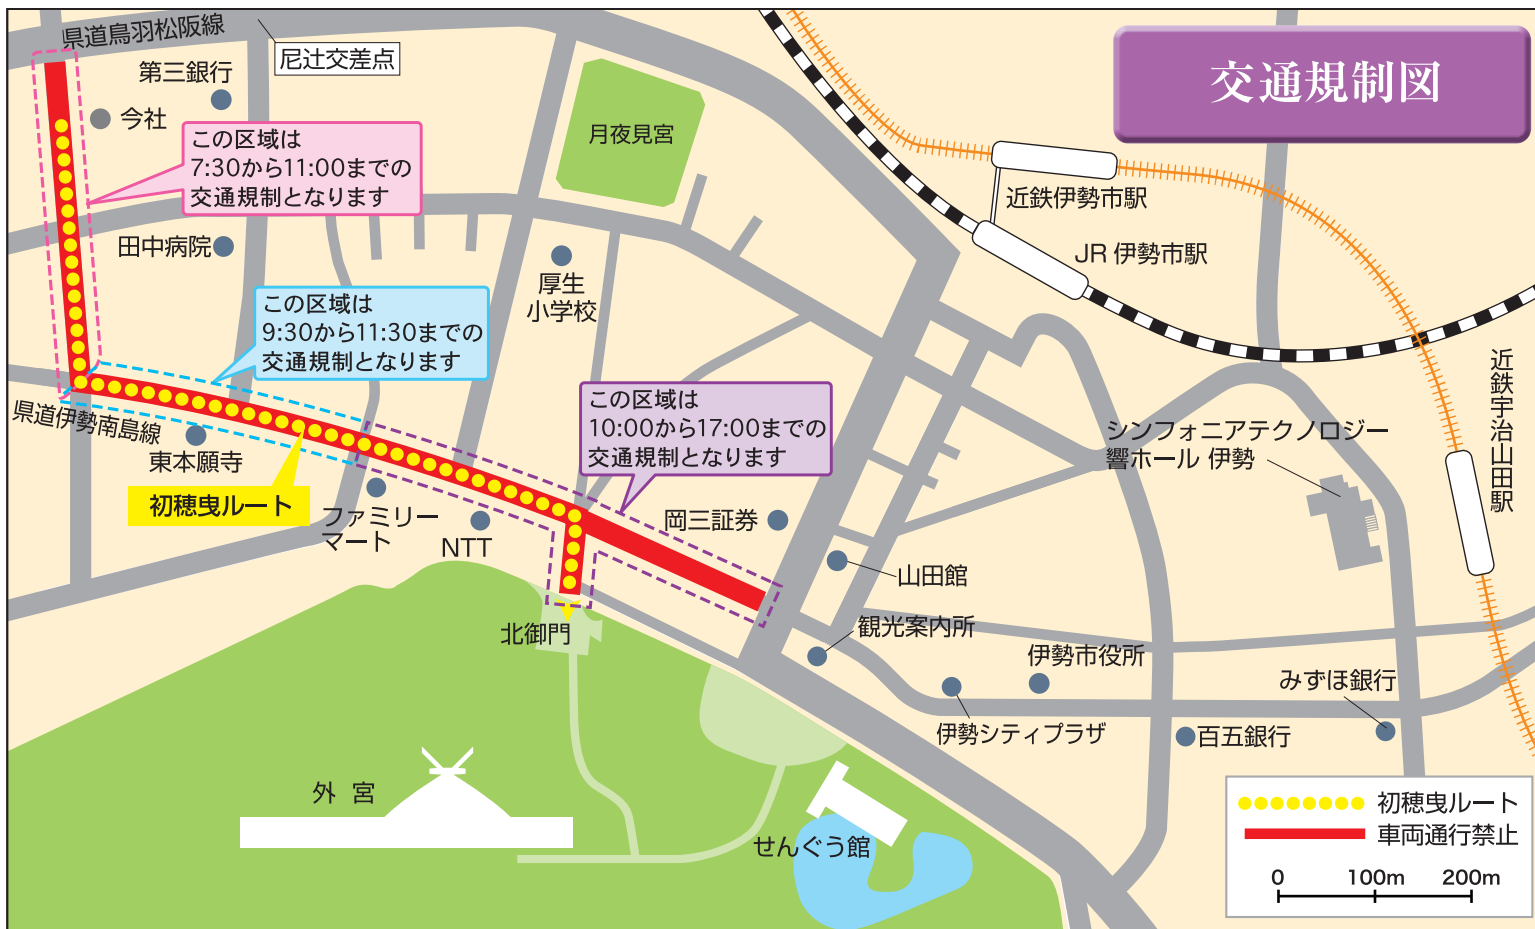 県道鳥羽松阪線
尼辻交差点
交通規制図
第三銀行
今社
この区域は
7:30から11:00までの
交通規制となります
月夜見宮
近鉄伊勢市駅
JR 伊勢市駅
田中病院
厚生
小学校
この区域は
9:30から11:30までの
交通規制となります
この区域は
10:00から17:00までの
交通規制となります
近鉄宇治山田駅
県道伊勢南島線
東本願寺
初穂曳ルート
ファミリー
マート
NTT
岡三証券
シンフォニアテクノロジー
響ホール 伊勢
山田館
北御門
観光案内所
伊勢市役所
みずほ銀行
伊勢シティプラザ
百五銀行
外 宮
せんぐう館
初穂曳ルート
車両通行禁止
0 100m 200m